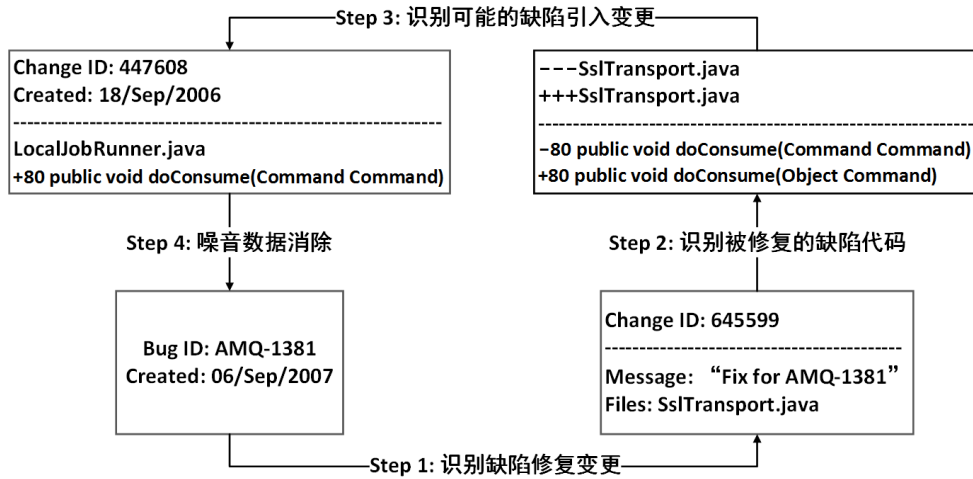 Step 3: 识别可能的缺陷引入变更
Change ID: 447608
Created: 18/Sep/2006
--------------------------------------------------
LocalJobRunner.java
+80 public void doConsume(Command Command)
---SslTransport.java
+++SslTransport.java
--------------------------------------------------
-80 public void doConsume(Command Command)
+80 public void doConsume(Object Command)
Step 4: 噪音数据消除
Step 2: 识别被修复的缺陷代码
Bug ID: AMQ-1381
Created: 06/Sep/2007
Change ID: 645599
-----------------------------------
Message: “Fix for AMQ-1381”
Files: SslTransport.java
Step 1: 识别缺陷修复变更